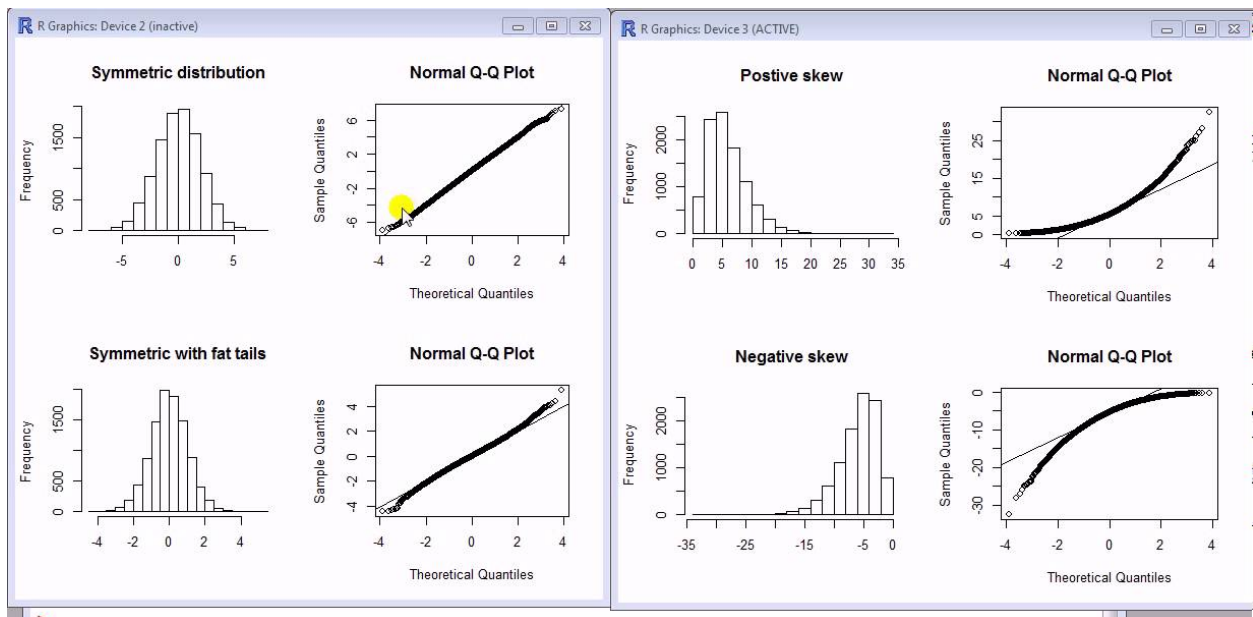 R Graphics: Device 2 (inactive)
Symmetric distribution
Frequency
0 500 1500
-5 0 5
Normal Q-Q Plot
Sample Quantiles
-6 -2 2 6
-4 -2 0 2 4
Theoretical Quantiles
Symmetric with fat tails
Frequency
0 500 1500
-4 -2 0 2 4
Normal Q-Q Plot
Sample Quantiles
-4 -2 0 2 4
-4 -2 0 2 4
Theoretical Quantiles
R Graphics: Device 3 (ACTIVE)
Postive skew
Frequency
0 1000 2000
0 5 10 15 20 25 30 35
Normal Q-Q Plot
Sample Quantiles
0 5 15 25
-4 -2 0 2 4
Theoretical Quantiles
Negative skew
Frequency
0 1000 2000
-35 -25 -15 -5 0
Normal Q-Q Plot
Sample Quantiles
-30 -20 -10 0
-4 -2 0 2 4
Theoretical Quantiles